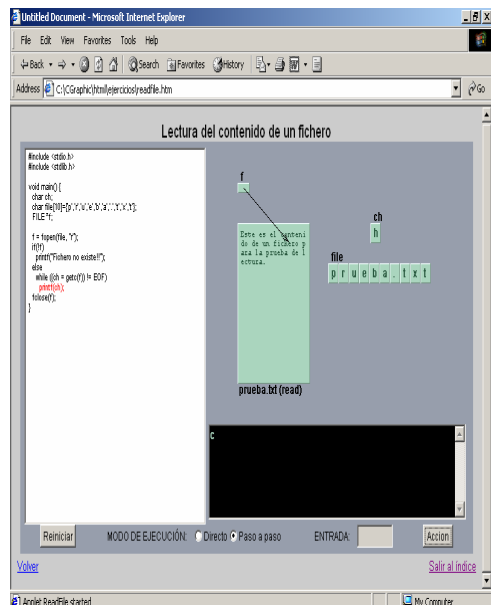 Untitled Document - Microsoft Internet Explorer
File Edit View Favorites Tools Help
Back Search Favorites History
Address C:\CGraphic\html\ejercicios\readfile.htm Go
Lectura del contenido de un fichero
#include <stdio.h>
#include <stdlib.h>
void main() {
char ch;
char file[10]={'p','r','u','e','b','a','.','t','x','t'};
FILE *f;
f = fopen(file, "r");
if(!f)
printf("Fichero no existe!!");
else
while ((ch = getc(f)) != EOF)
printf(ch);
fclose(f);
}
f
Este es el conteni
do de un fichero p
ara la prueba de l
ectura.
prueba.txt (read)
ch
h
file
p r u e b a . t x t
c
Reiniciar MODO DE EJECUCIÓN: Directo Paso a paso ENTRADA: Accion
Volver Salir al índice
Applet ReadFile started My Computer